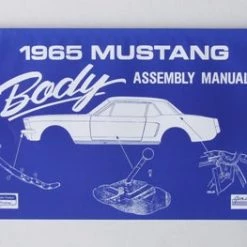 1965 MUSTANG
Body ASSEMBLY MANUAL